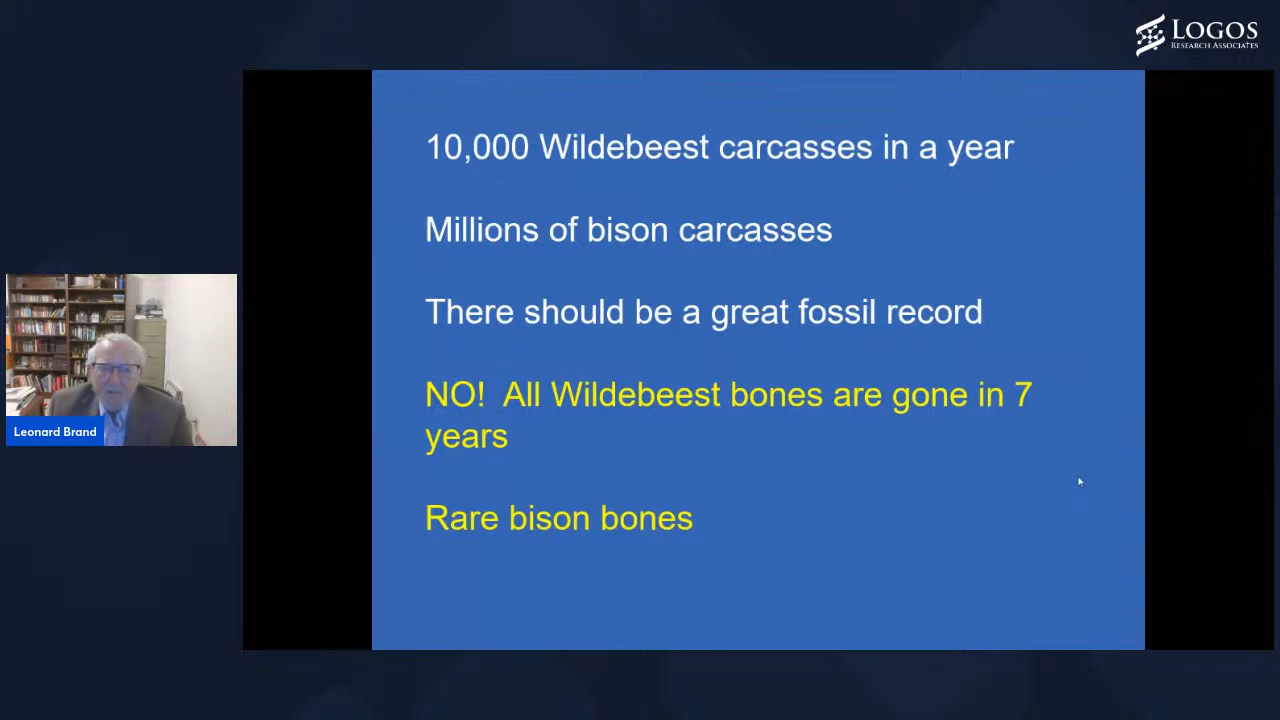 LOGOS
RESEARCH ASSOCIATES
10,000 Wildebeest carcasses in a year
Millions of bison carcasses
There should be a great fossil record
NO!  All Wildebeest bones are gone in 7
years
Rare bison bones
Leonard Brand